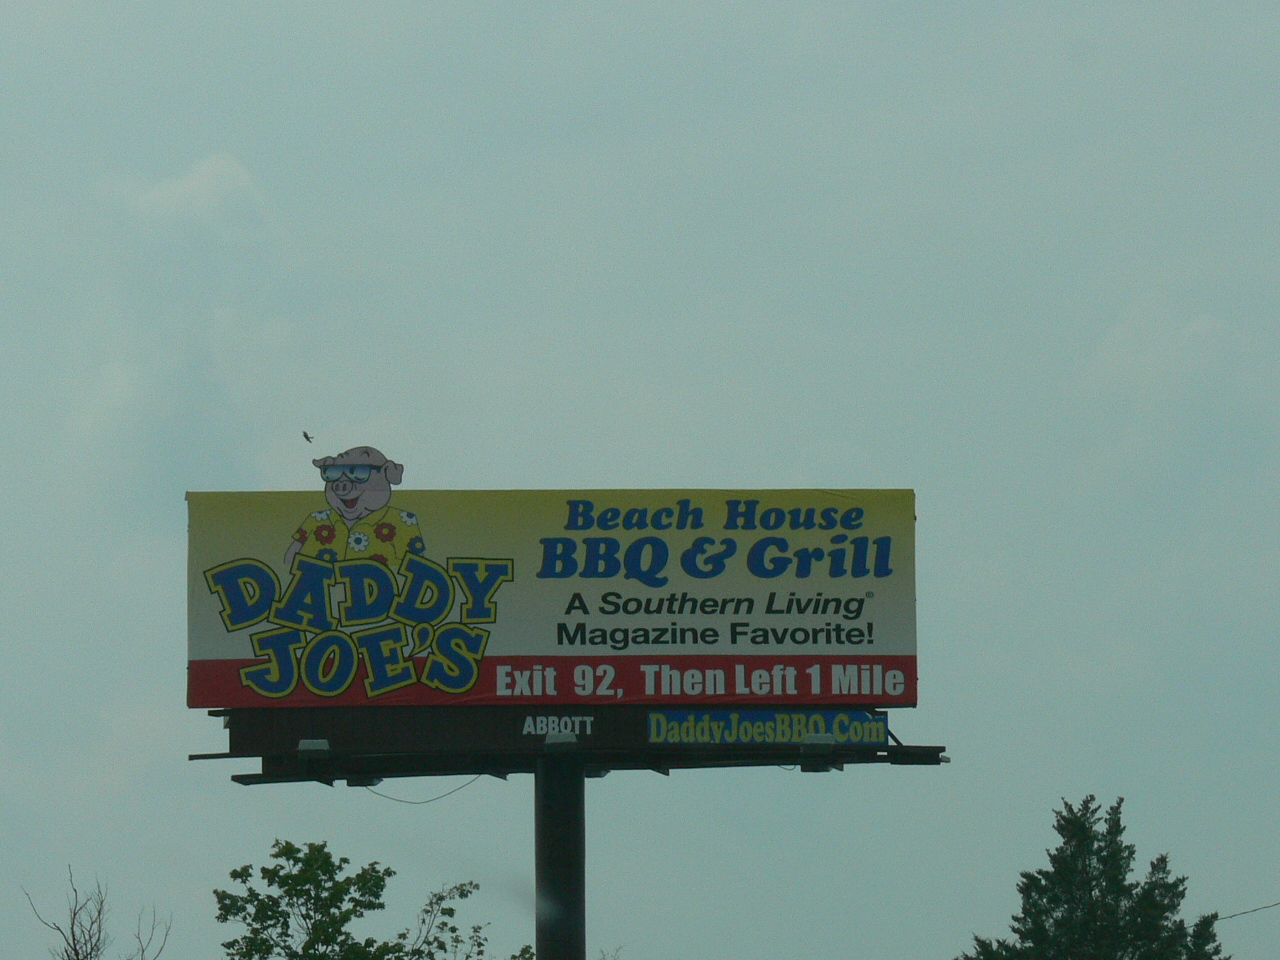 DADDY
JOE'S
Beach House
BBQ & Grill
A Southern Living®
Magazine Favorite!
Exit 92, Then Left 1 Mile
ABBOTT
DaddyJoesBBQ.Com